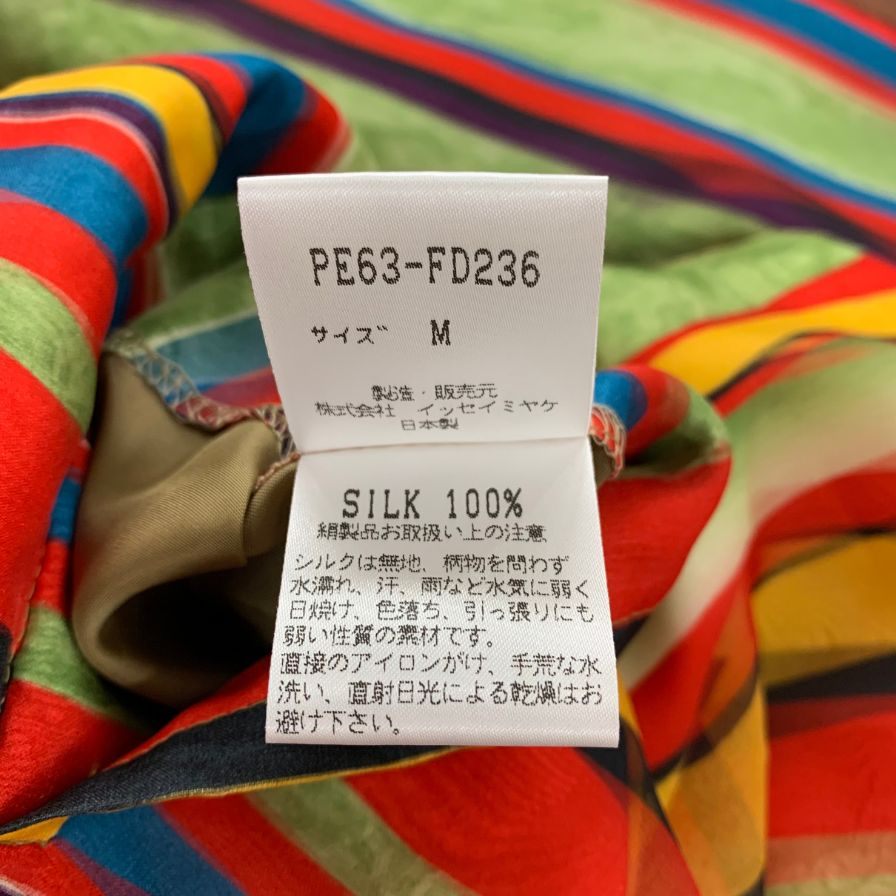 PE63-FD236
サイズ M
製造・販売元
株式会社 イッセイミヤケ
日本製
SILK 100%
絹製品お取扱い上の注意
シルクは無地、柄物を問わず
水濡れ、汗、雨など水気に弱く
日焼け、色落ち、引っ張りにも
弱い性質の素材です。
直接のアイロンがけ、手荒な水
洗い、直射日光による乾燥はお
避け下さい。